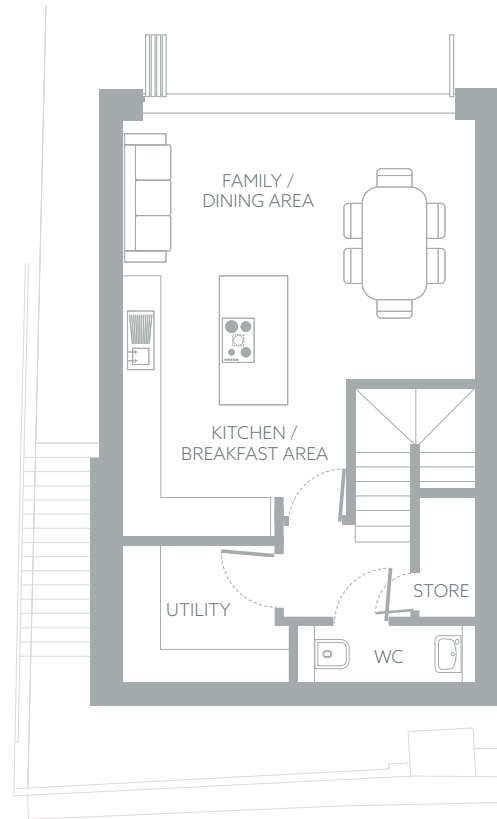 FAMILY /
DINING AREA
KITCHEN /
BREAKFAST AREA
STORE
UTILITY
WC